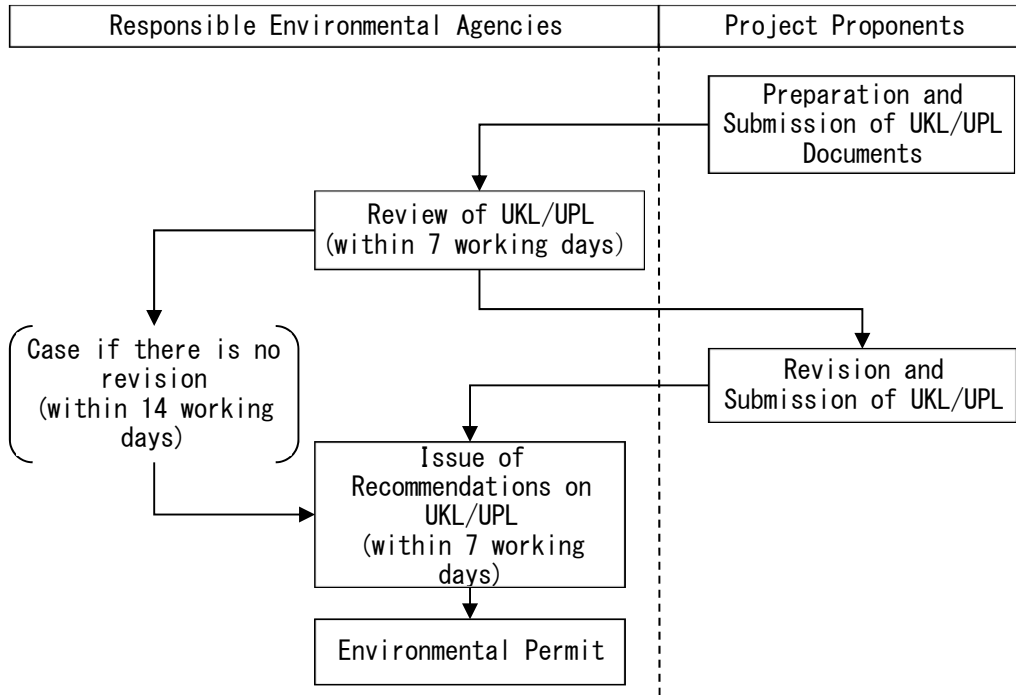 Responsible Environmental Agencies
Project Proponents
Preparation and
Submission of UKL/UPL
Documents
Review of UKL/UPL
(within 7 working days)
Case if there is no
revision
(within 14 working
days)
Revision and
Submission of UKL/UPL
Issue of
Recommendations on
UKL/UPL
(within 7 working
days)
Environmental Permit